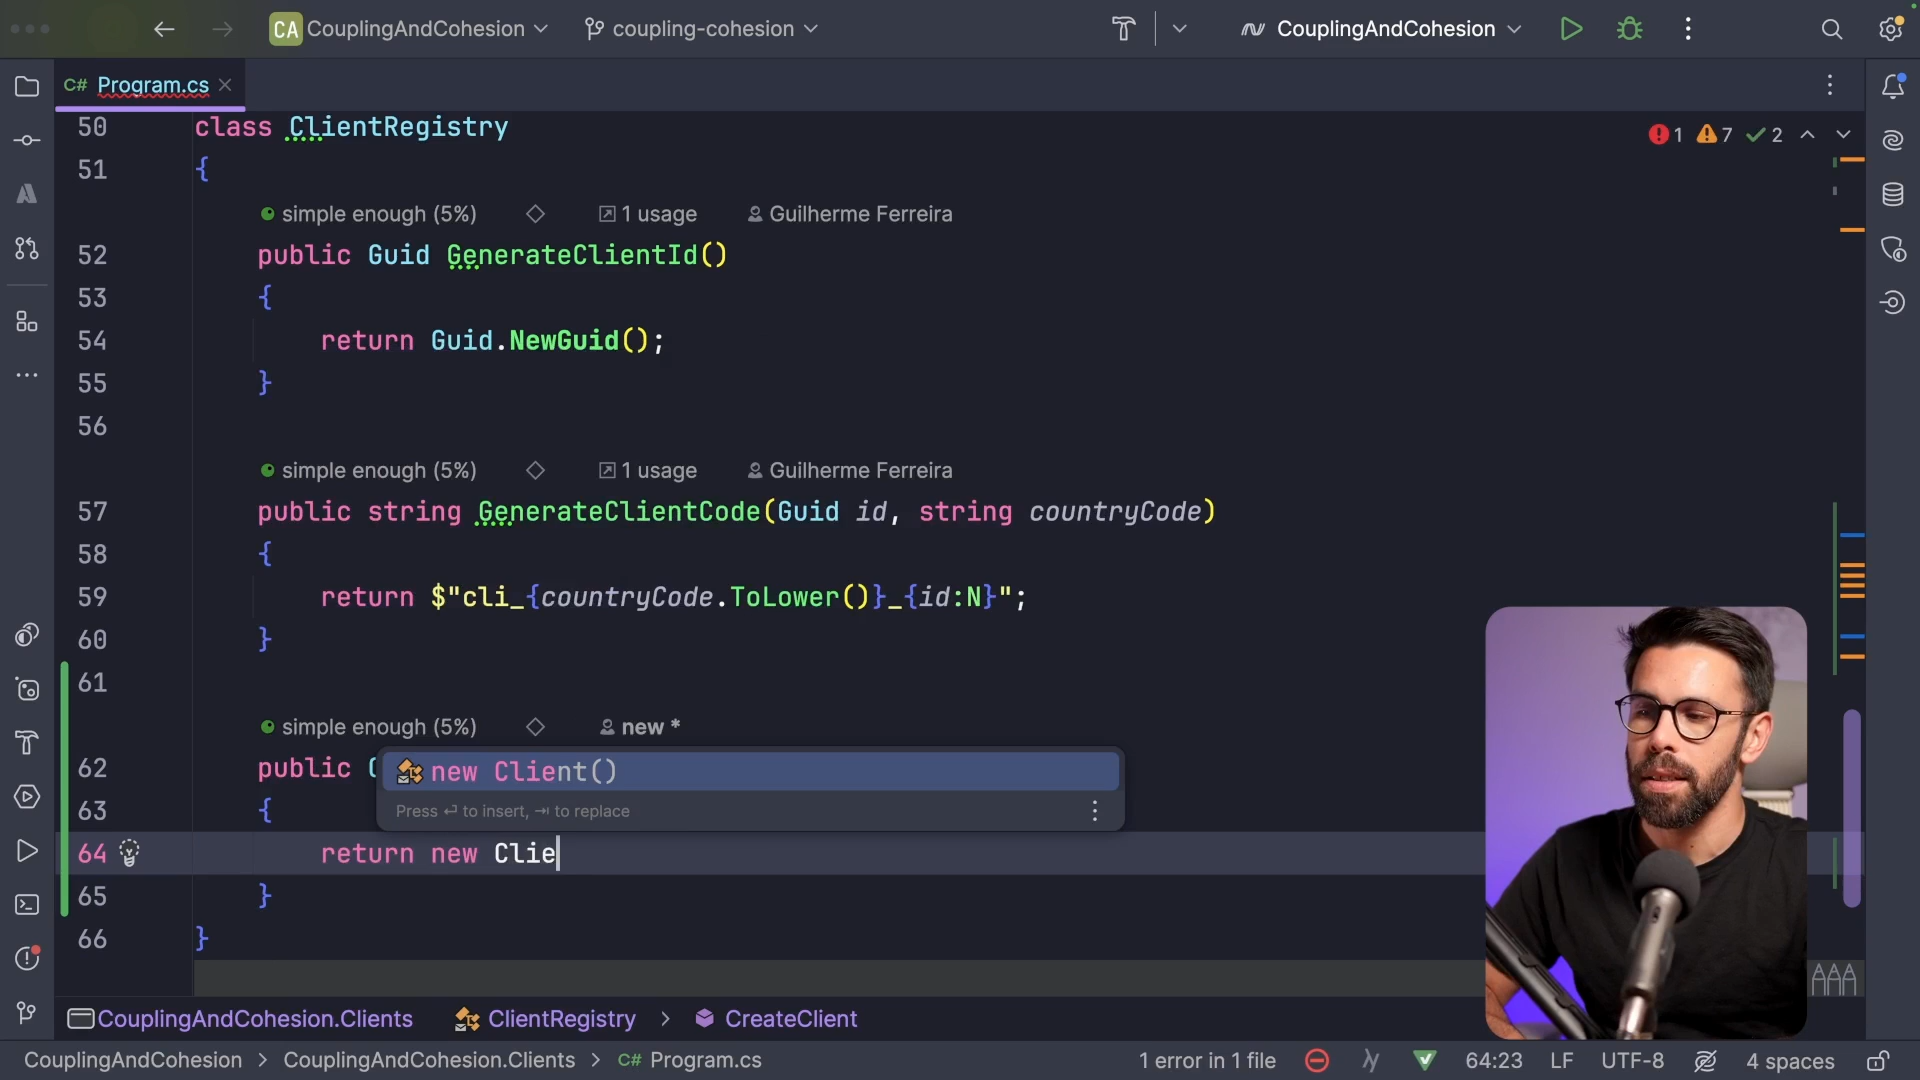 CA CouplingAndCohesion coupling-cohesion CouplingAndCohesion
C# Program.cs
1 7 2
50 class ClientRegistry
51 {
simple enough (5%) 1 usage Guilherme Ferreira
52 public Guid GenerateClientId()
53 {
54 return Guid.NewGuid();
55 }
56
simple enough (5%) 1 usage Guilherme Ferreira
57 public string GenerateClientCode(Guid id, string countryCode)
58 {
59 return $"cli_{countryCode.ToLower()}_{id:N}";
60 }
61
simple enough (5%) new *
62 public C
new Client()
63 {
Press ⏎ to insert, ⇥ to replace
64 return new Clie
65 }
66 }
CouplingAndCohesion.Clients ClientRegistry > CreateClient
CouplingAndCohesion > CouplingAndCohesion.Clients > C# Program.cs 1 error in 1 file 64:23 LF UTF-8 4 spaces